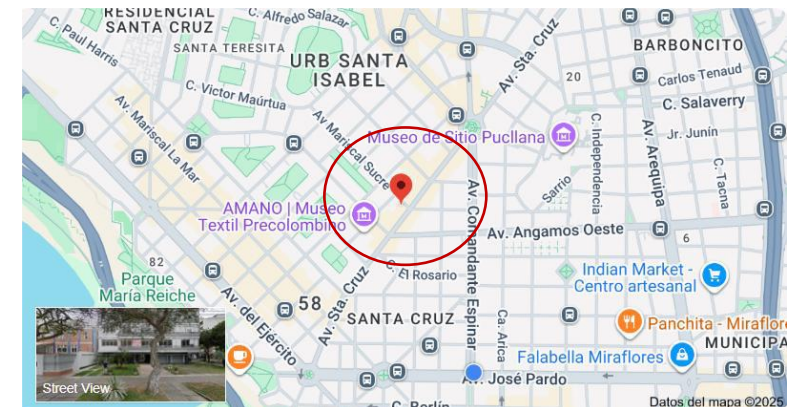 RESIDENCIAL
SANTA CRUZ
C. Alfredo Salazar
C. Paul Harris
SANTA TERESITA
URB SANTA
ISABEL
Av. Sta. Cruz
BARBONCITO
20
Carlos Tenaud
C. Victor Maúrtua
C. Salaverry
Av. Mariscal La Mar
Av Mariscal Sucre
Museo de Sitio Pucllana
C. Independencia
Av. Arequipa
Jr. Junín
C. Tacna
Sarrio
AMANO | Museo
Textil Precolombino
Av. Comandante Espinar
Av. Angamos Oeste
6
82
Parque
María Reiche
C. El Rosario
Indian Market -
Centro artesanal
Av. del Ejército
58
Av. Sta. Cruz
SANTA CRUZ
Ca. Arica
Panchita - Miraflore
MUNICIPA
Falabella Miraflores
Street View
Av. José Pardo
C. Berlín
Datos del mapa ©2025